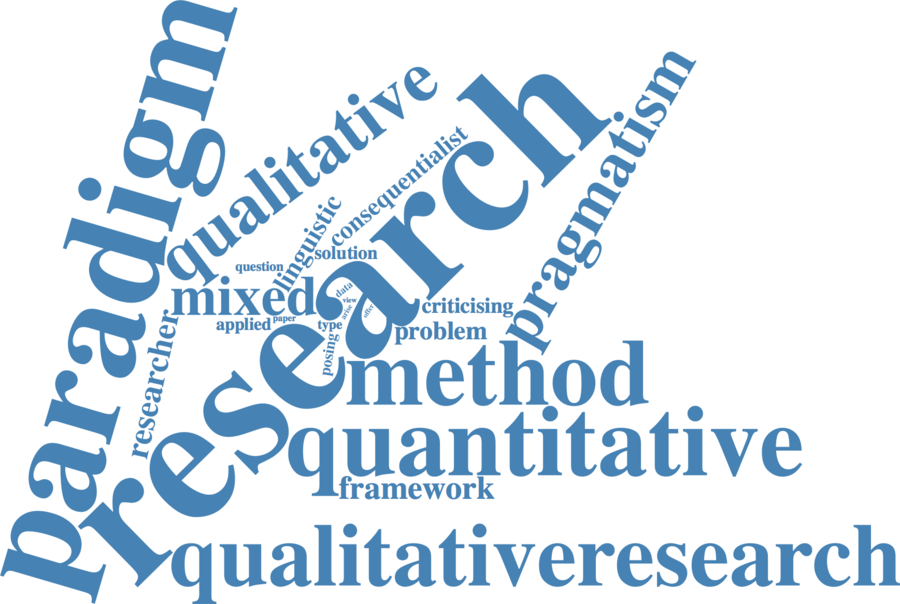 paradigm
qualitative
research
pragmatism
consequentialist
linguistic
solution
question
mixed
data
view
arise
offer
criticising
applied
paper
type
problem
posing
researcher
method
quantitative
framework
qualitativeresearch